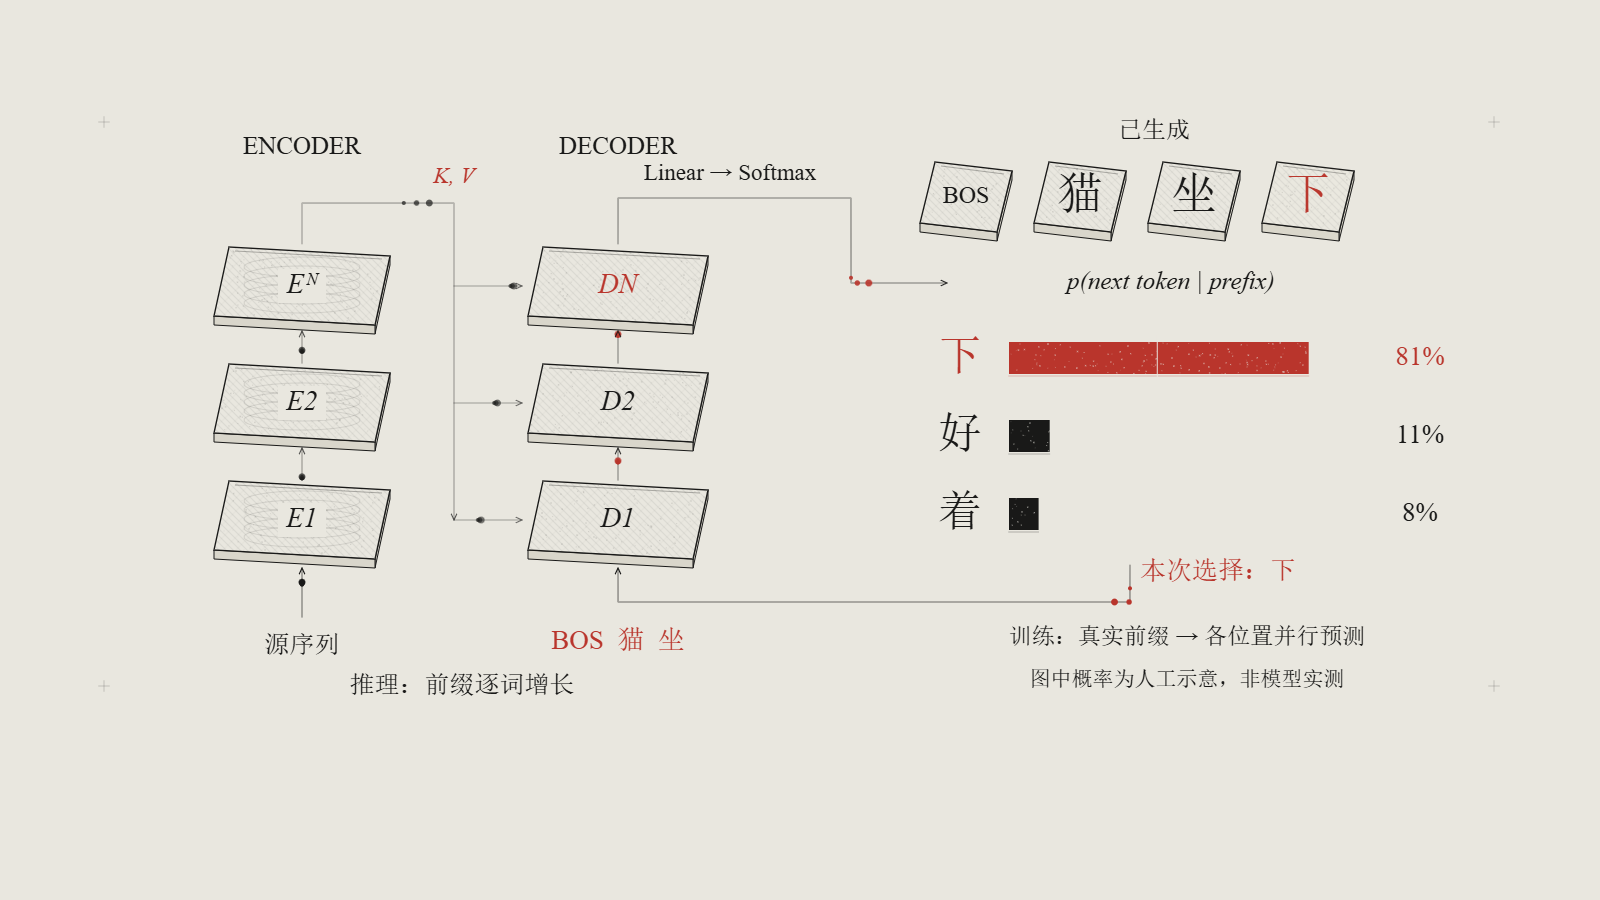 ENCODER
DECODER
K, V
Linear → Softmax
E^N
E2
E1
DN
D2
D1
源序列
BOS 猫 坐
推理：前缀逐词增长
已生成
BOS 猫 坐 下
p(next token | prefix)
下 81%
好 11%
着 8%
本次选择：下
训练：真实前缀 → 各位置并行预测
图中概率为人工示意，非模型实测